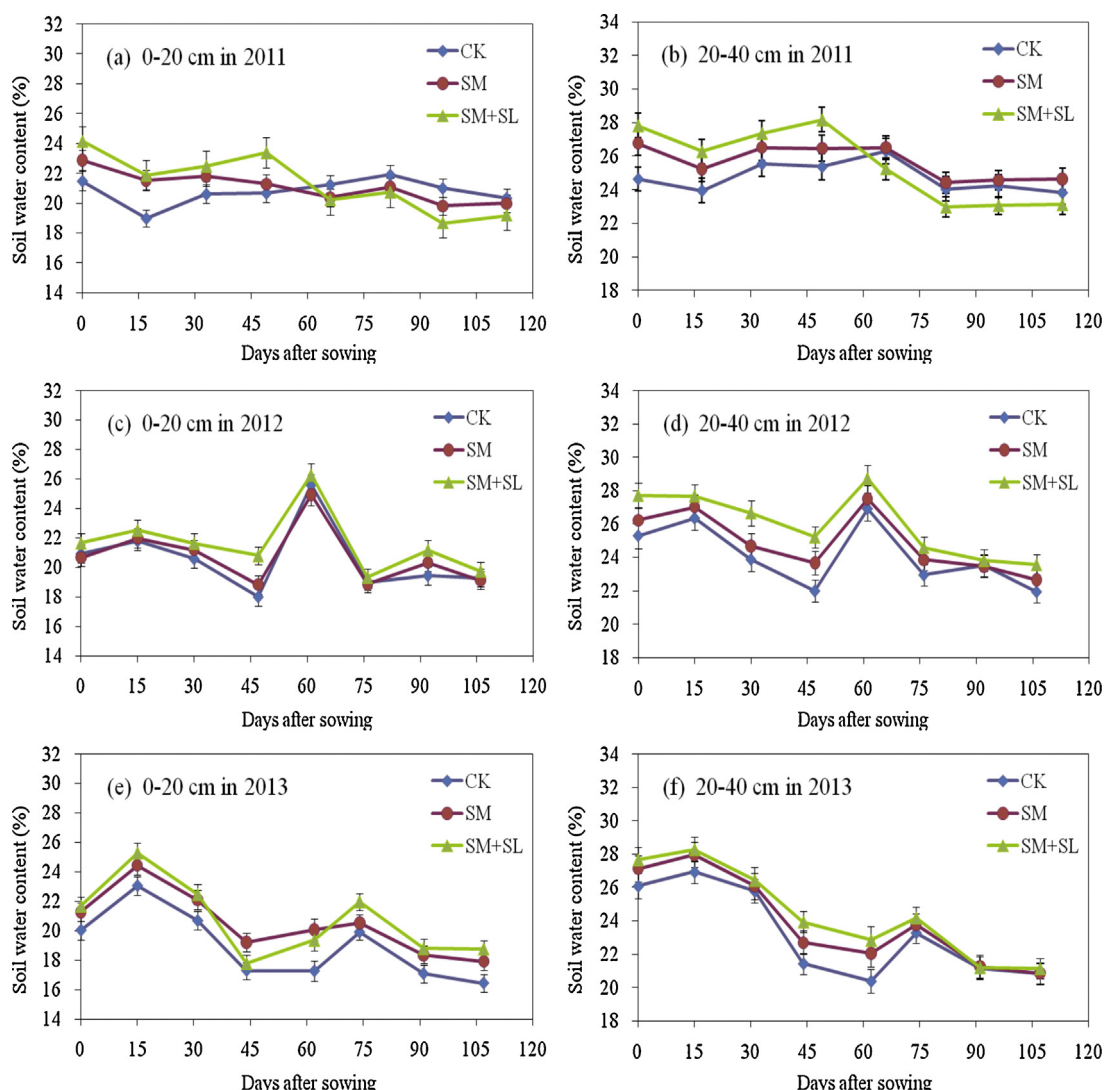 (a) 0-20 cm in 2011
CK
SM
SM+SL
Soil water content (%)
32
30
28
26
24
22
20
18
16
14
0 15 30 45 60 75 90 105 120
Days after sowing
(b) 20-40 cm in 2011
CK
SM
SM+SL
Soil water content (%)
34
32
30
28
26
24
22
20
18
0 15 30 45 60 75 90 105 120
Days after sowing
(c) 0-20 cm in 2012
CK
SM
SM+SL
Soil water content (%)
32
30
28
26
24
22
20
18
16
14
0 15 30 45 60 75 90 105 120
Days after sowing
(d) 20-40 cm in 2012
CK
SM
SM+SL
Soil water content (%)
34
32
30
28
26
24
22
20
18
0 15 30 45 60 75 90 105 120
Days after sowing
(e) 0-20 cm in 2013
CK
SM
SM+SL
Soil water content (%)
32
30
28
26
24
22
20
18
16
14
0 15 30 45 60 75 90 105 120
Days after sowing
(f) 20-40 cm in 2013
CK
SM
SM+SL
Soil water content (%)
34
32
30
28
26
24
22
20
18
0 15 30 45 60 75 90 105 120
Days after sowing